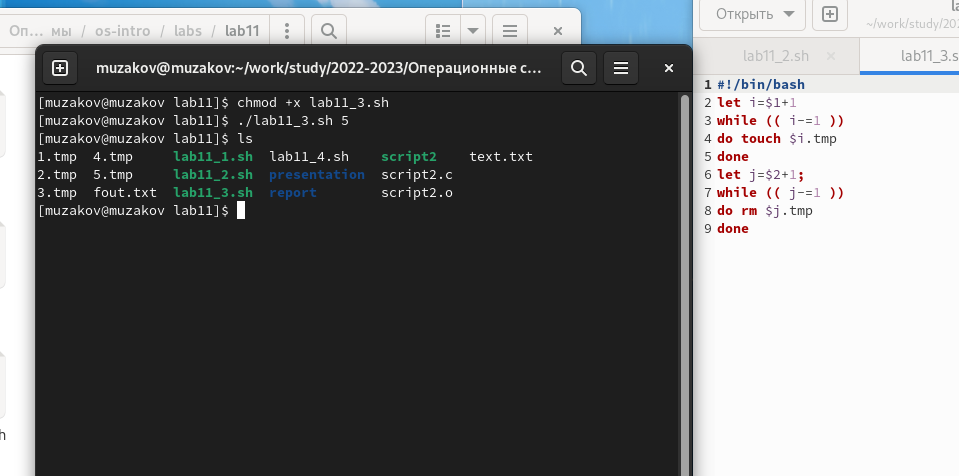 Оп… мы / os-intro / labs / lab11
muzakov@muzakov:~/work/study/2022-2023/Операционные с…
[muzakov@muzakov lab11]$ chmod +x lab11_3.sh
[muzakov@muzakov lab11]$ ./lab11_3.sh 5
[muzakov@muzakov lab11]$ ls
1.tmp 4.tmp lab11_1.sh lab11_4.sh script2 text.txt
2.tmp 5.tmp lab11_2.sh presentation script2.c
3.tmp fout.txt lab11_3.sh report script2.o
[muzakov@muzakov lab11]$
Открыть
~/work/study/202
lab11_2.sh lab11_3.s
1 #!/bin/bash
2 let i=$1+1
3 while (( i-=1 ))
4 do touch $i.tmp
5 done
6 let j=$2+1;
7 while (( j-=1 ))
8 do rm $j.tmp
9 done